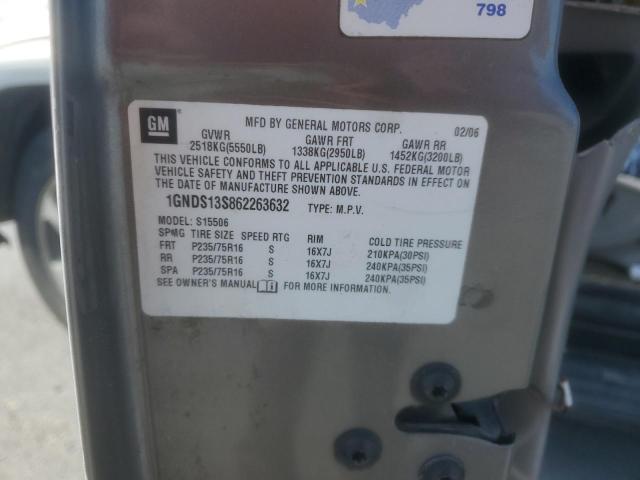 798
GM
MFD BY GENERAL MOTORS CORP. 02/06
GVWR GAWR FRT GAWR RR
2518KG(5550LB) 1338KG(2950LB) 1452KG(3200LB)
THIS VEHICLE CONFORMS TO ALL APPLICABLE U.S. FEDERAL MOTOR
VEHICLE SAFETY AND THEFT PREVENTION STANDARDS IN EFFECT ON
THE DATE OF MANUFACTURE SHOWN ABOVE.
1GNDS13S862263632 TYPE: M.P.V.
MODEL: S15506
SPMG TIRE SIZE SPEED RTG RIM COLD TIRE PRESSURE
FRT P235/75R16 S 16X7J 210KPA(30PSI)
RR P235/75R16 S 16X7J 240KPA(35PSI)
SPA P235/75R16 S 16X7J 240KPA(35PSI)
SEE OWNER'S MANUAL FOR MORE INFORMATION.